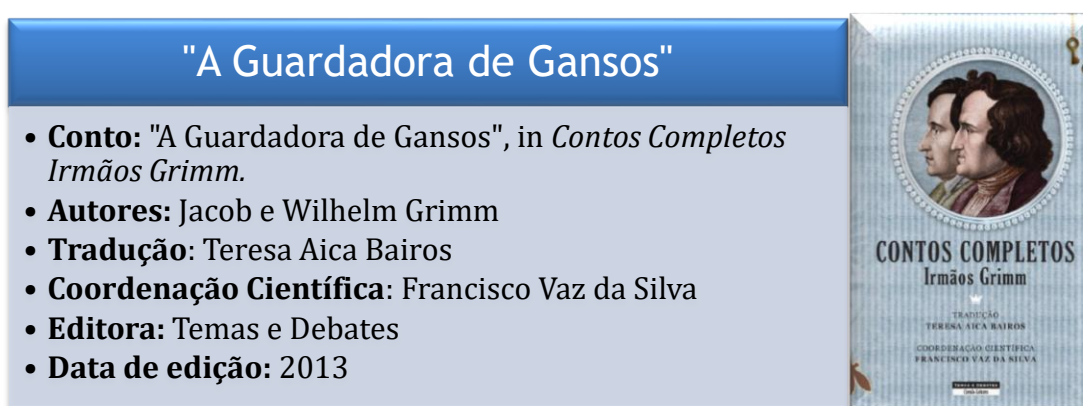 "A Guardadora de Gansos"
• Conto: "A Guardadora de Gansos", in Contos Completos
Irmãos Grimm.
• Autores: Jacob e Wilhelm Grimm
• Tradução: Teresa Aica Bairos
• Coordenação Científica: Francisco Vaz da Silva
• Editora: Temas e Debates
• Data de edição: 2013
CONTOS COMPLETOS
Irmãos Grimm
TRADUÇÃO
TERESA AICA BAIROS
COORDENAÇÃO CIENTÍFICA
FRANCISCO VAZ DA SILVA